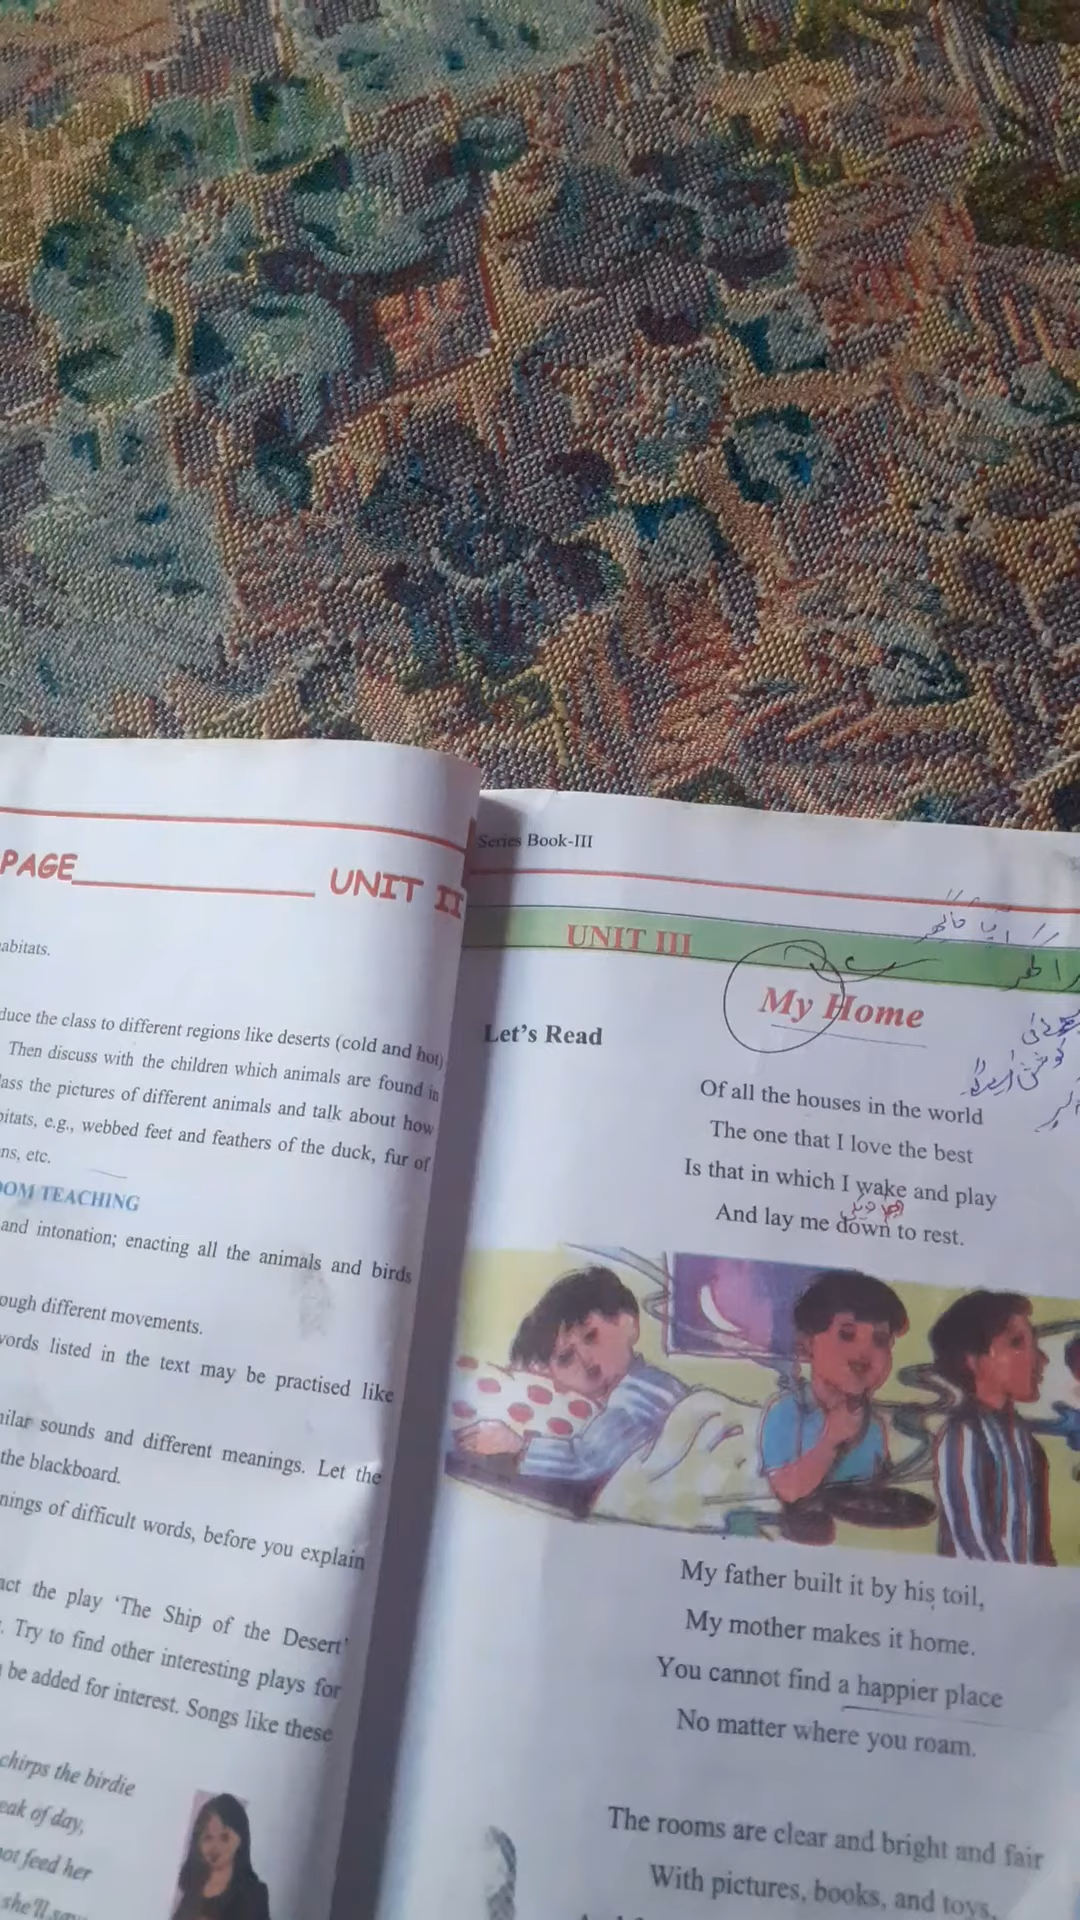 PAGE UNIT II
abitats.
duce the class to different regions like deserts (cold and hot)
Then discuss with the children which animals are found in
lass the pictures of different animals and talk about how
bitats, e.g., webbed feet and feathers of the duck, fur of
ns, etc.
OOM TEACHING
and intonation; enacting all the animals and birds
ough different movements.
words listed in the text may be practised like
milar sounds and different meanings. Let the
the blackboard.
nings of difficult words, before you explain
act the play ‘The Ship of the Desert’
. Try to find other interesting plays for
be added for interest. Songs like these
chirps the birdie
eak of day,
not feed her
she'll say
Series Book-III
UNIT III
My Home
Let’s Read
Of all the houses in the world
The one that I love the best
Is that in which I wake and play
And lay me down to rest.
My father built it by his toil,
My mother makes it home.
You cannot find a happier place
No matter where you roam.
The rooms are clear and bright and fair
With pictures, books, and toys,